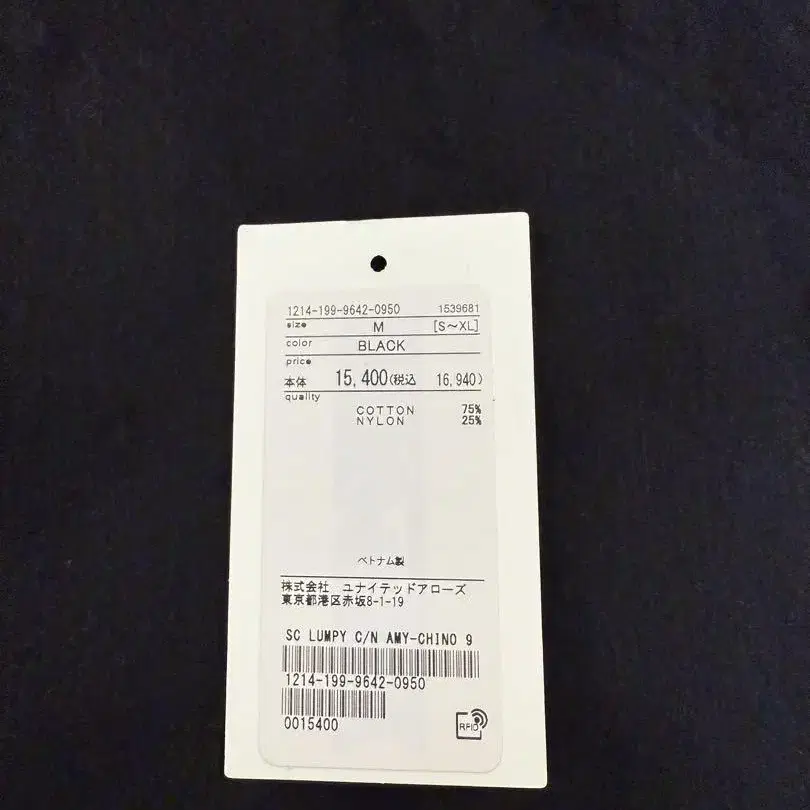 1214-199-9642-0950 1539681
size M [S~XL]
color BLACK
price
本体 15,400(税込 16,940)
quality
COTTON 75%
NYLON 25%
ベトナム製
株式会社 ユナイテッドアローズ
東京都港区赤坂8-1-19
SC LUMPY C/N AMY-CHINO 9
1214-199-9642-0950
0015400
RFID